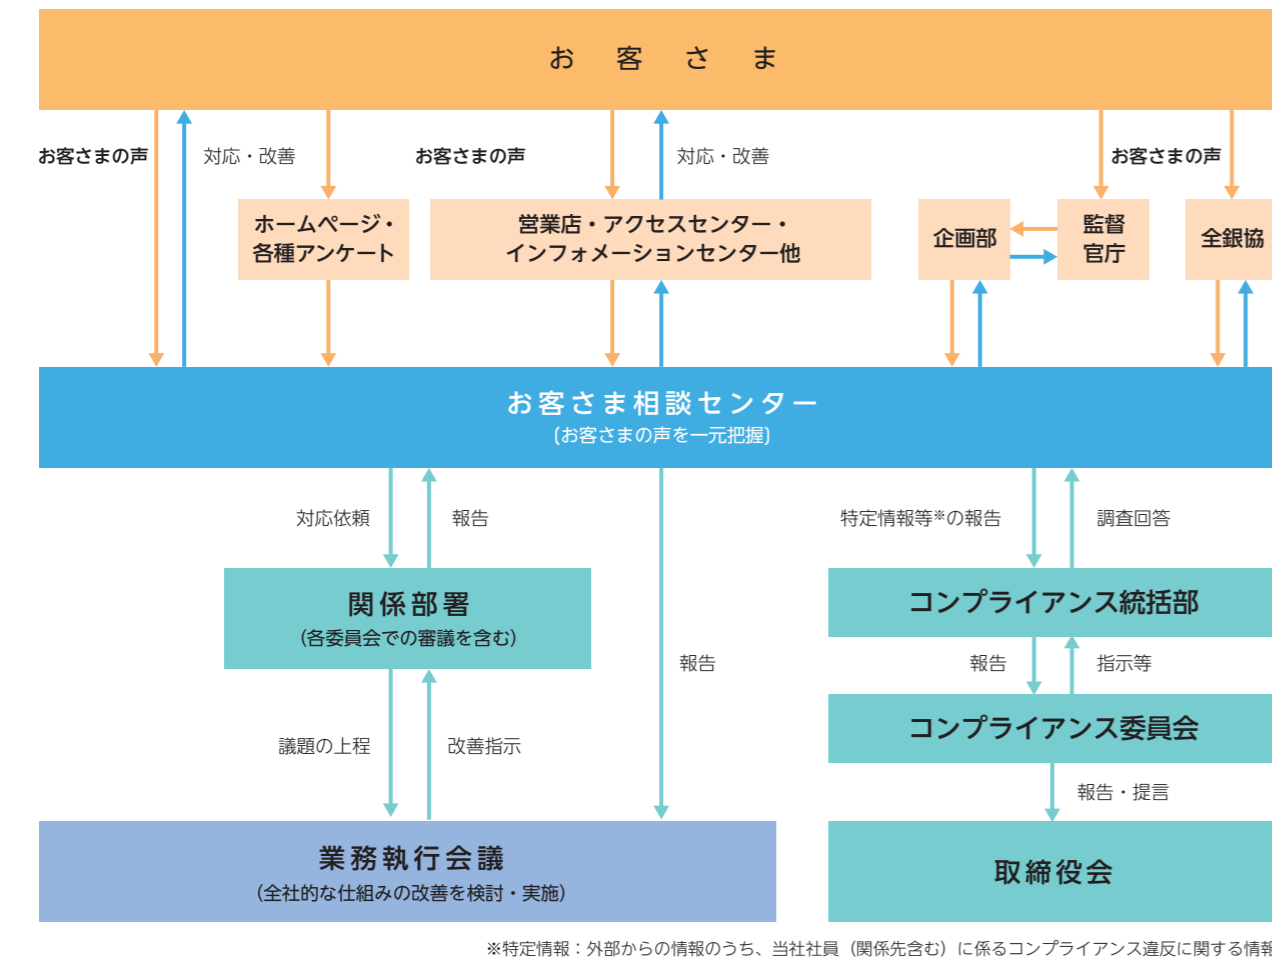 お客さま
お客さまの声
対応・改善
お客さまの声
対応・改善
お客さまの声
ホームページ・
各種アンケート
営業店・アクセスセンター・
インフォメーションセンター他
企画部
監督
官庁
全銀協
お客さま相談センター
(お客さまの声を一元把握)
対応依頼
報告
特定情報等※の報告
調査回答
関係部署
(各委員会での審議を含む)
コンプライアンス統括部
報告
報告
指示等
コンプライアンス委員会
議題の上程
改善指示
報告・提言
業務執行会議
(全社的な仕組みの改善を検討・実施)
取締役会
※特定情報：外部からの情報のうち、当社社員（関係先含む）に係るコンプライアンス違反に関する情報